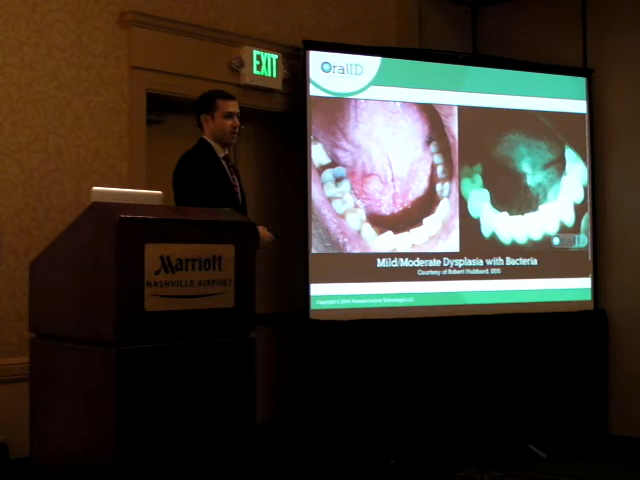 EXIT
OralID
Mild/Moderate Dysplasia with Bacteria
Courtesy of Robert Hubbard, DDS
Marriott
NASHVILLE AIRPORT